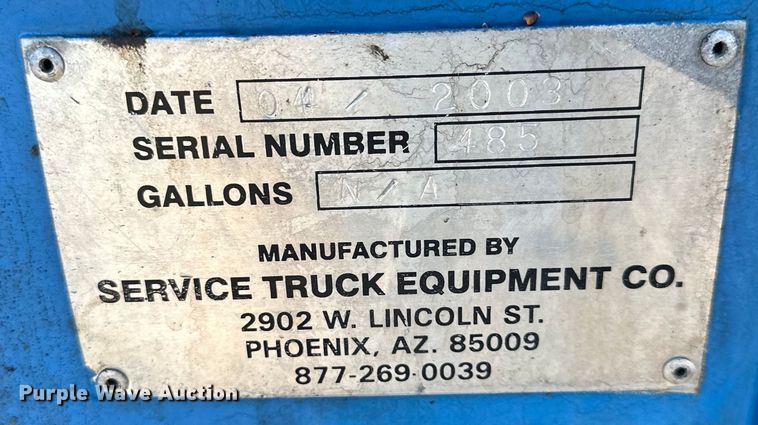 DATE 04 / 2003
SERIAL NUMBER 485
GALLONS N/A
MANUFACTURED BY
SERVICE TRUCK EQUIPMENT CO.
2902 W. LINCOLN ST.
PHOENIX, AZ. 85009
877-269-0039
Purple Wave Auction